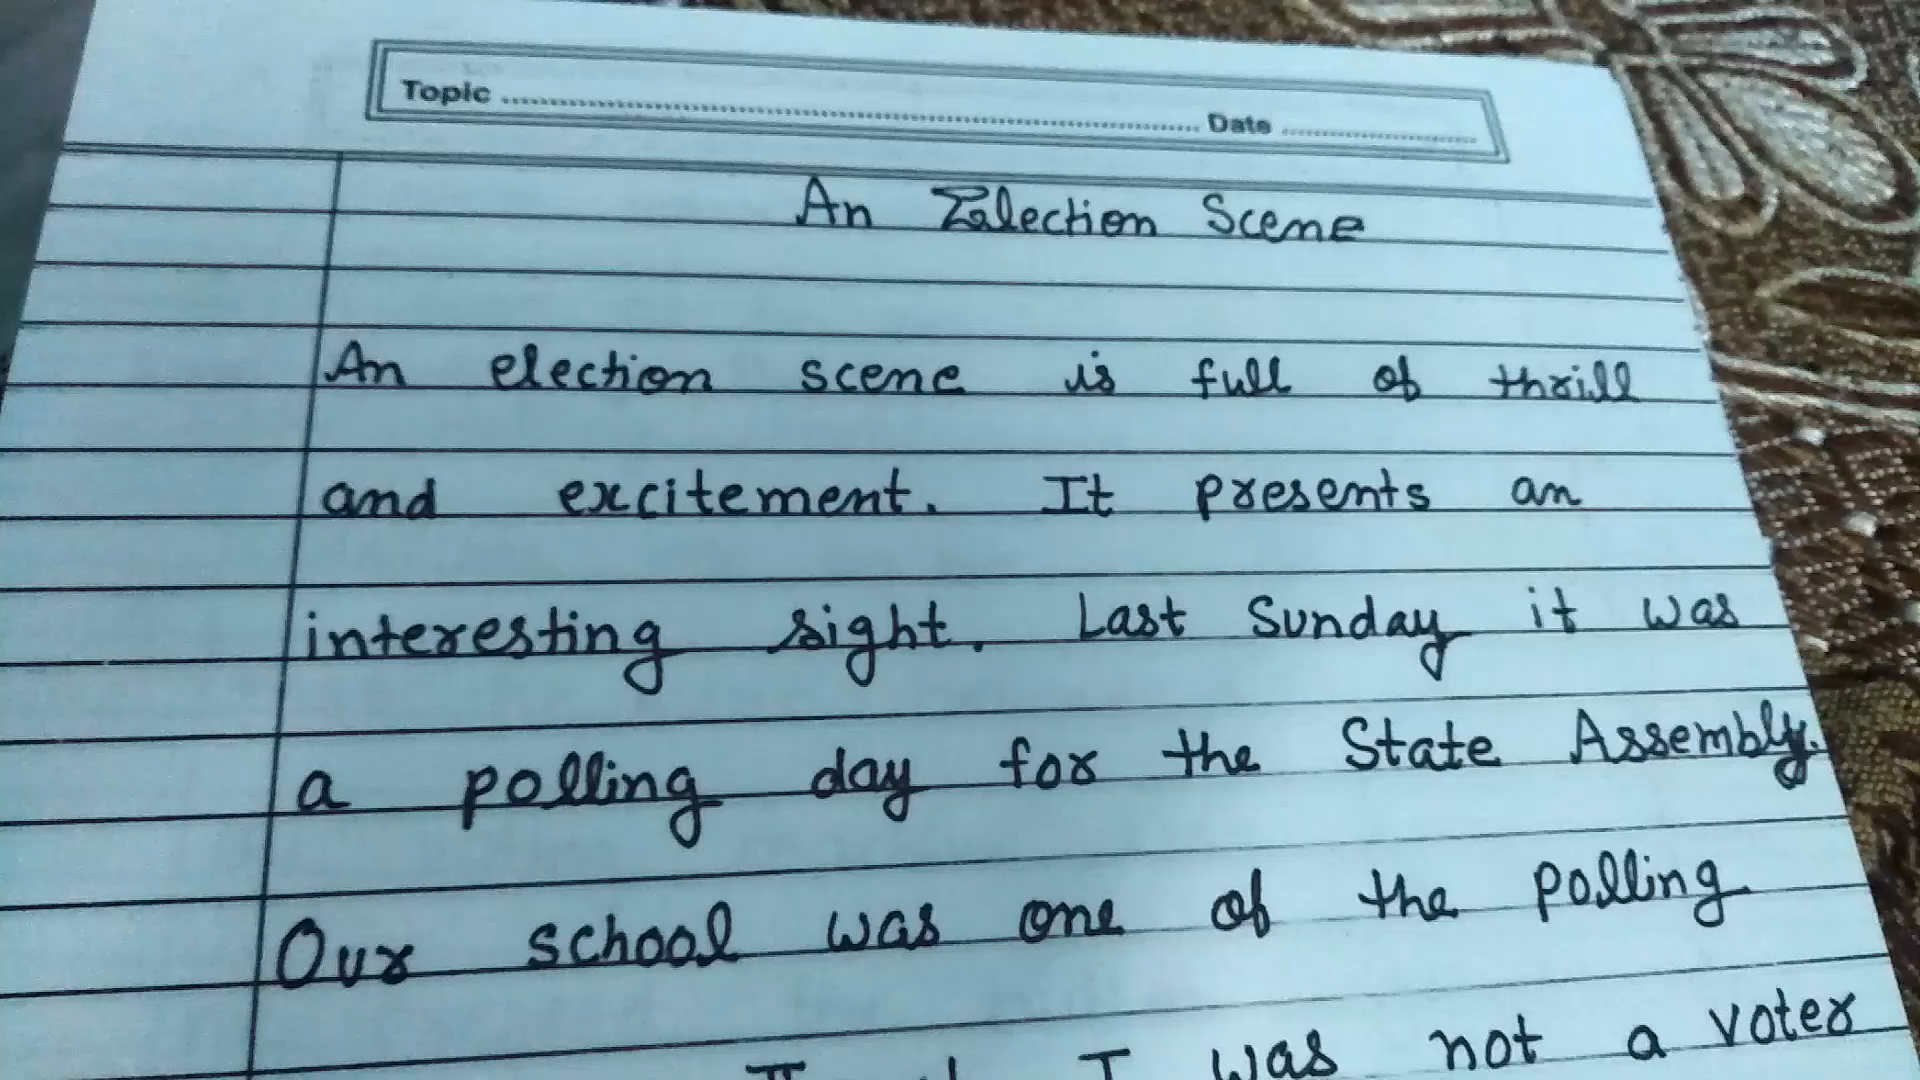 Topic Date
An Election Scene
An election scene is full of thrill
and excitement. It presents an
interesting sight. Last Sunday it was
a polling day for the State Assembly.
Our school was one of the polling
I was not a voter